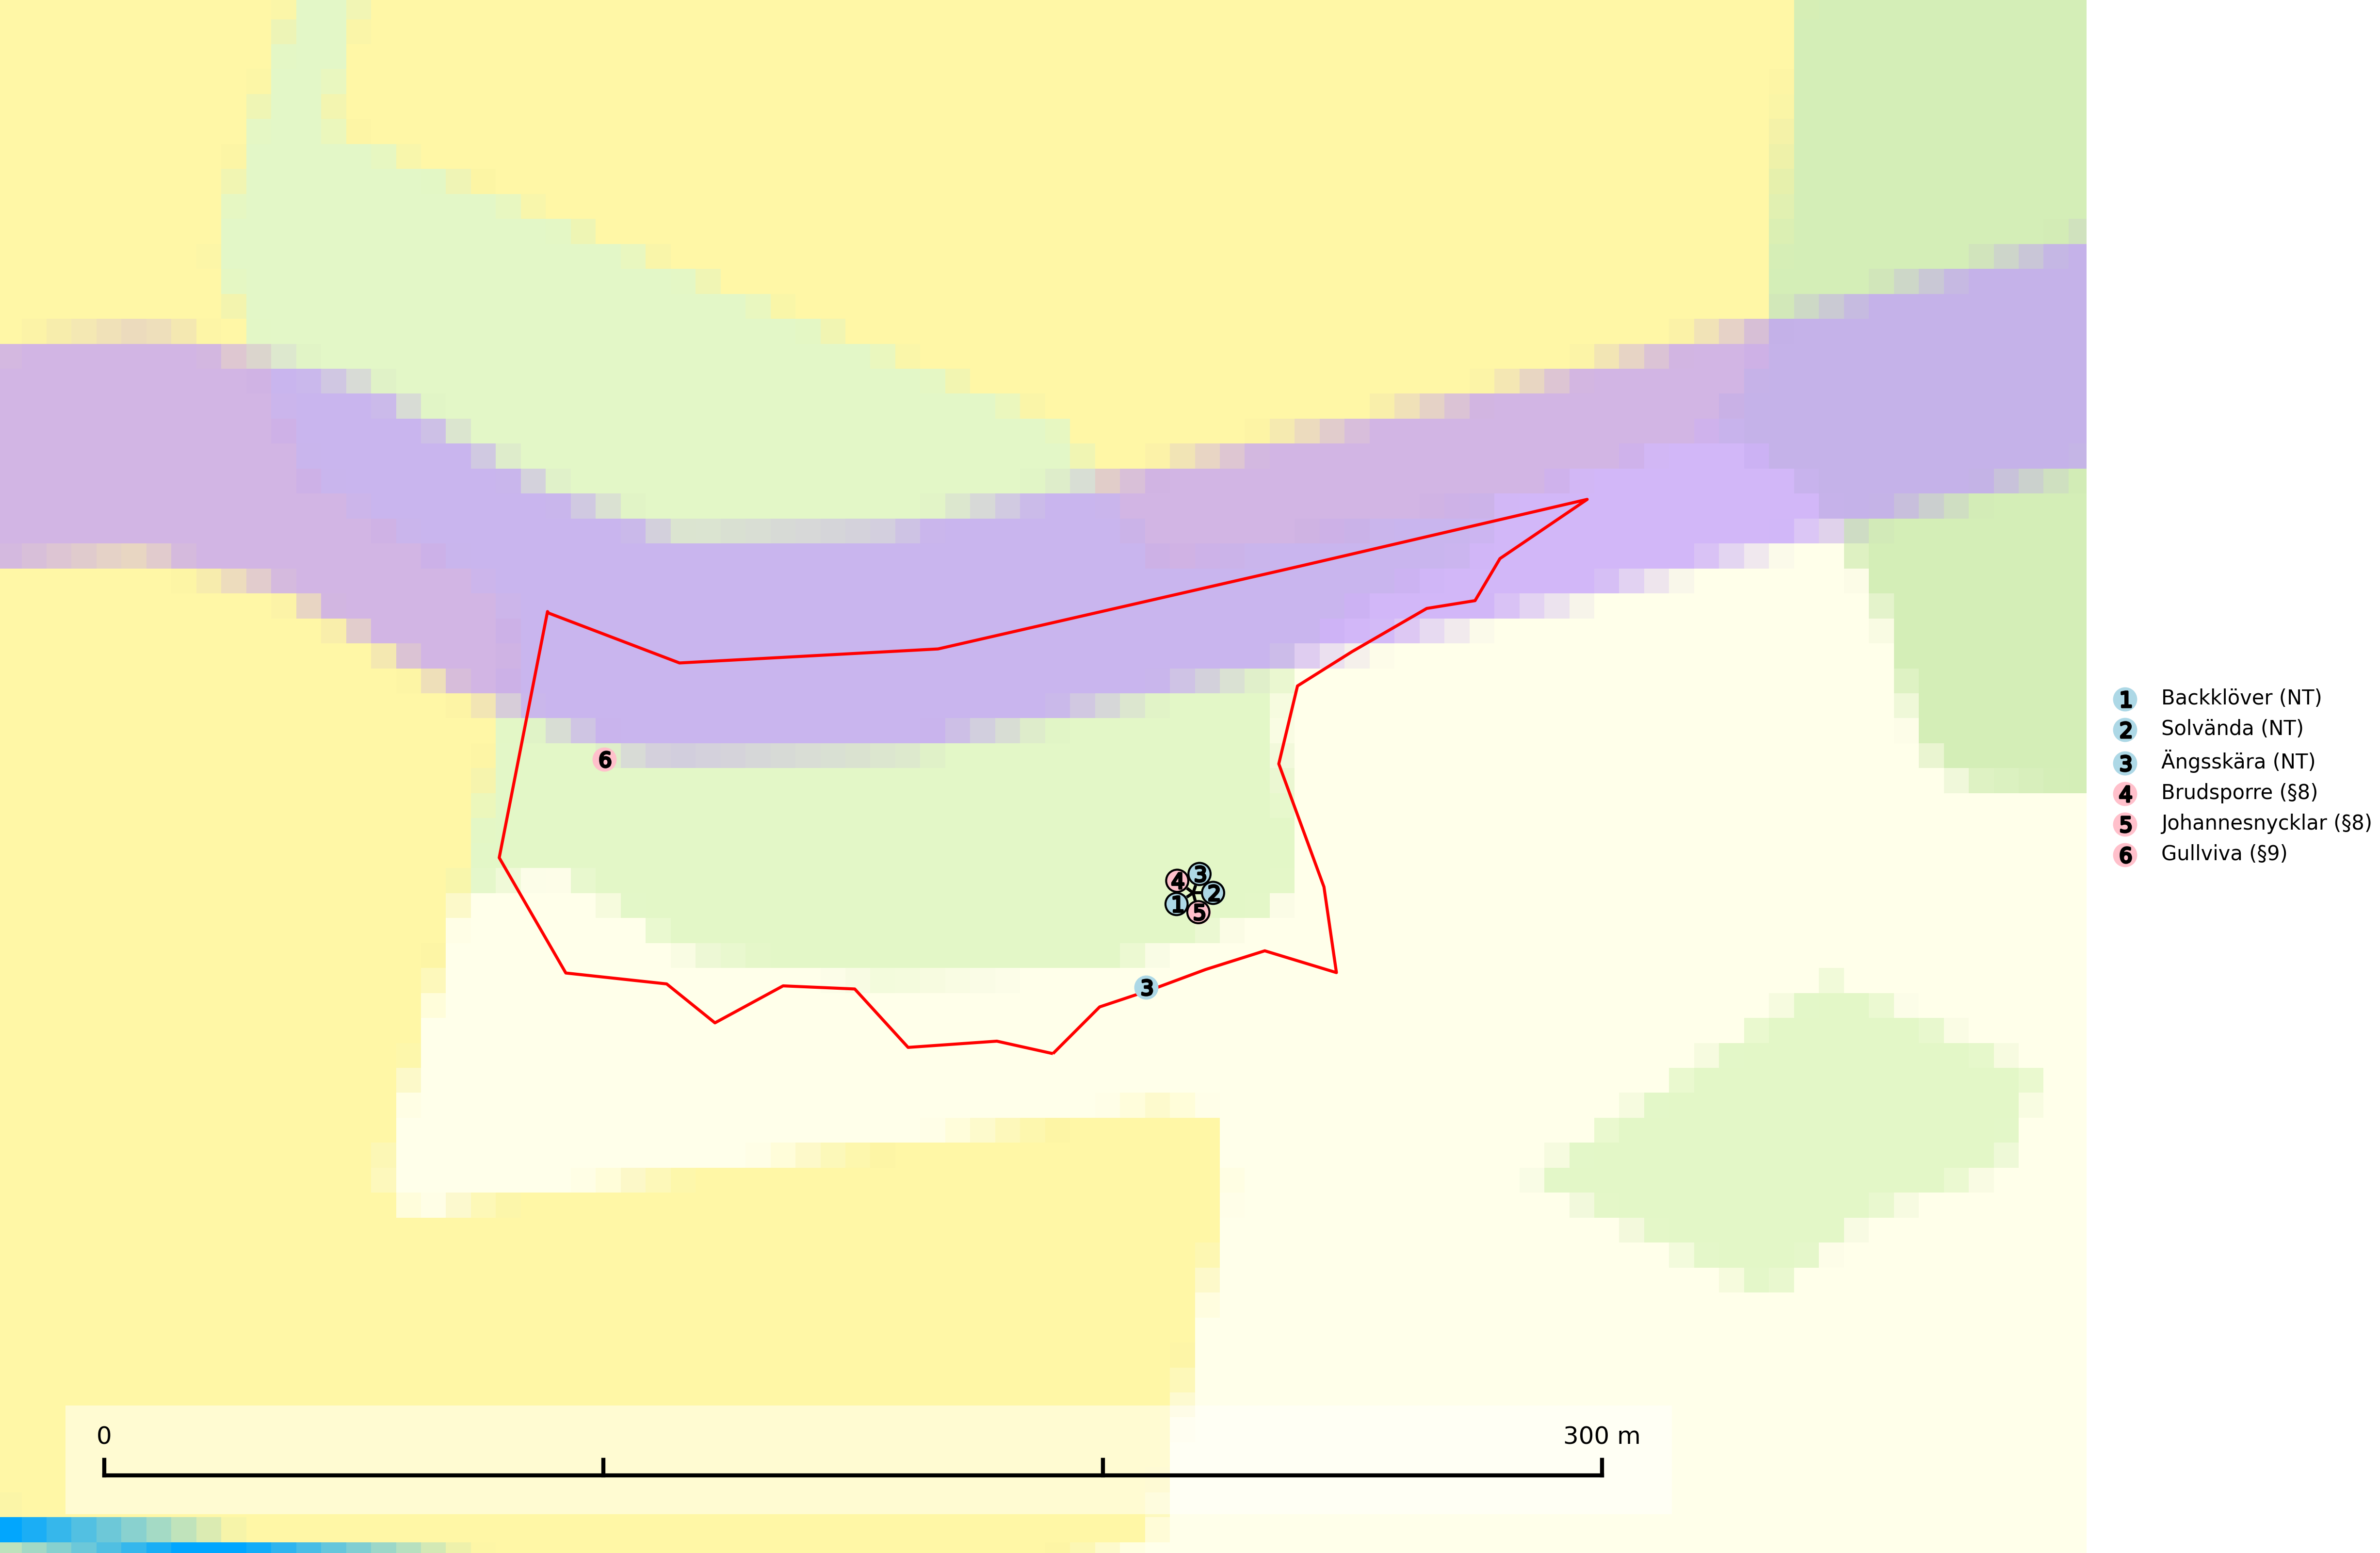 1 Backklöver (NT)
2 Solvända (NT)
6
3 Ängsskära (NT)
4 Brudsporre (§8)
5 Johannesnycklar (§8)
6 Gullviva (§9)
3
4
2
1
5
3
0 300 m